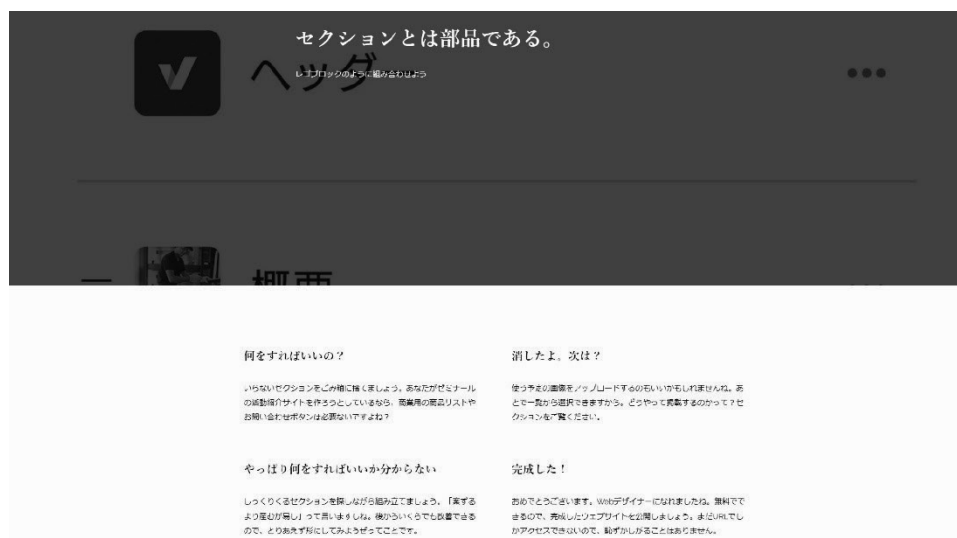 セクションとは部品である。
レゴブロックのように組み合わせよう
ヘッダ
概要
何をすればいいの？
いらないセクションをごみ箱に捨てましょう。あなたがゼミナール
の活動紹介サイトを作ろうとしているなら、商業用の商品リストや
お問い合わせボタンは必要ないですよね？
消したよ。次は？
使う予定の画像をアップロードするのもいいかもしれませんね。あ
とで一覧から選択できますから。どうやって掲載するのかって？セ
クションをご覧ください。
やっぱり何をすればいいか分からない
しっくりくるセクションを探しながら組み立てましょう。「案ずる
より産むが易し」って言いますしね。後からいくらでも改善できる
ので、とりあえず形にしてみようぜってことです。
完成した！
おめでとうございます。Webデザイナーになれましたね。無料でで
きるので、完成したウェブサイトを公開しましょう。まだURLでし
かアクセスできないので、恥ずかしがることはありません。